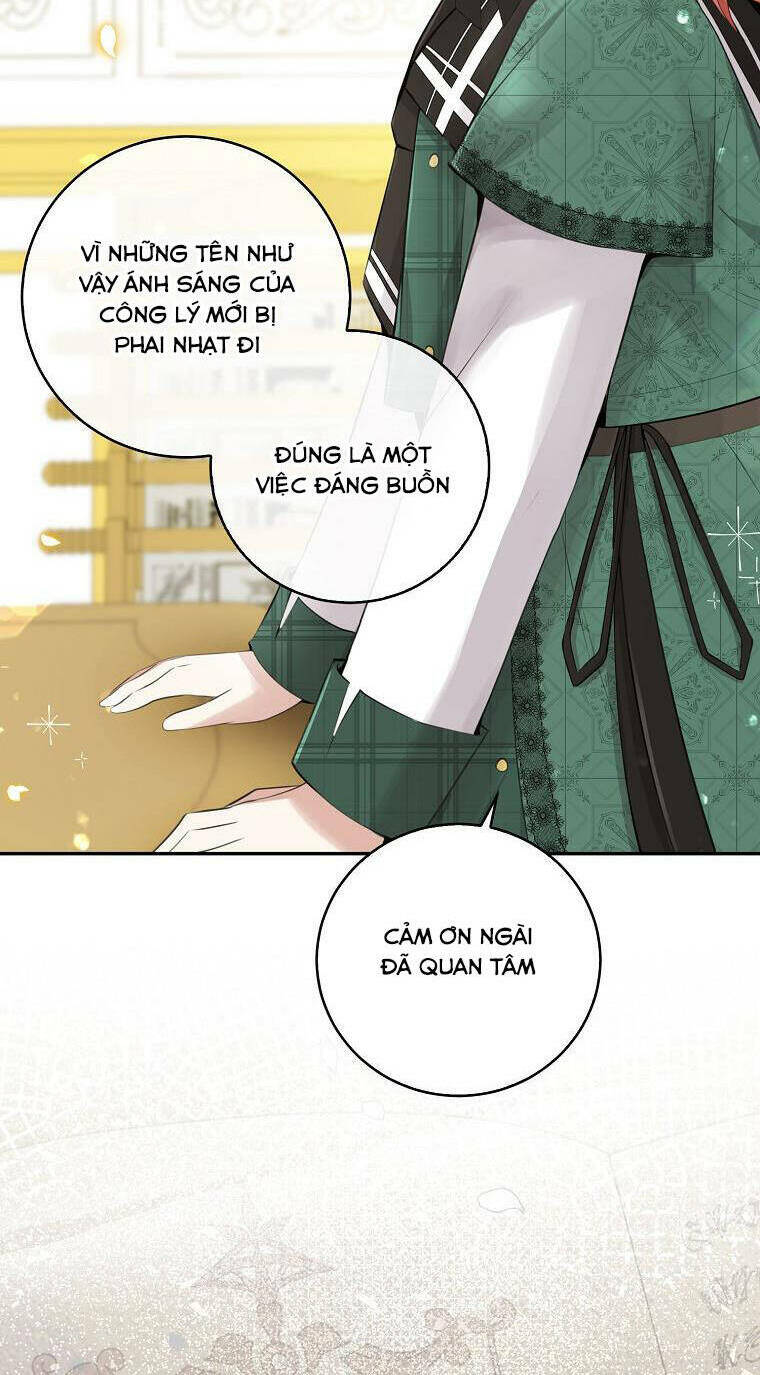 VÌ NHỮNG TÊN NHƯ
VẬY ÁNH SÁNG CỦA
CÔNG LÝ MỚI BỊ
PHAI NHẠT ĐI
ĐÚNG LÀ MỘT
VIỆC ĐÁNG BUỒN
CẢM ƠN NGÀI
ĐÃ QUAN TÂM